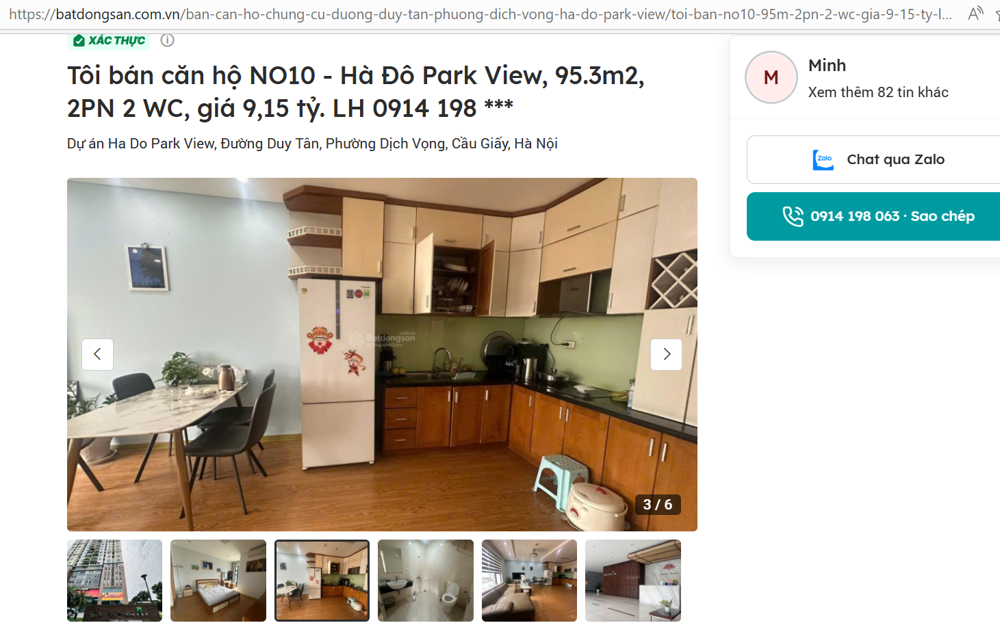 https://batdongsan.com.vn/ban-can-ho-chung-cu-duong-duy-tan-phuong-dich-vong-ha-do-park-view/toi-ban-no10-95m-2pn-2-wc-gia-9-15-ty-l...
XÁC THỰC
Tôi bán căn hộ NO10 - Hà Đô Park View, 95.3m2,
2PN 2 WC, giá 9,15 tỷ. LH 0914 198 ***
Dự án Ha Do Park View, Đường Duy Tân, Phường Dịch Vọng, Cầu Giấy, Hà Nội
M
Minh
Xem thêm 82 tin khác
Zalo
Chat qua Zalo
0914 198 063 · Sao chép
Batdongsan
by PropertyGuru
3 / 6